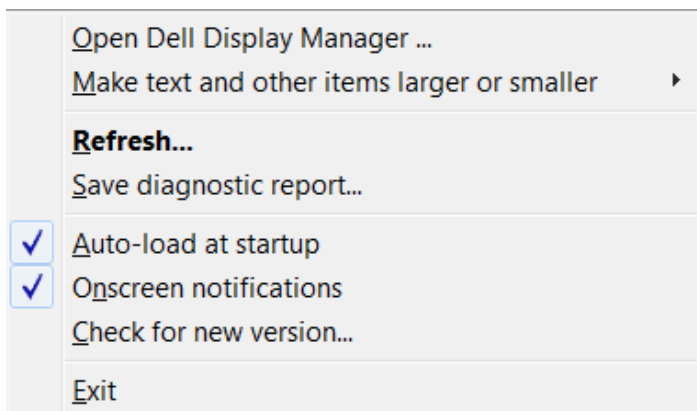 Open Dell Display Manager ...
Make text and other items larger or smaller
Refresh...
Save diagnostic report...
Auto-load at startup
Onscreen notifications
Check for new version...
Exit